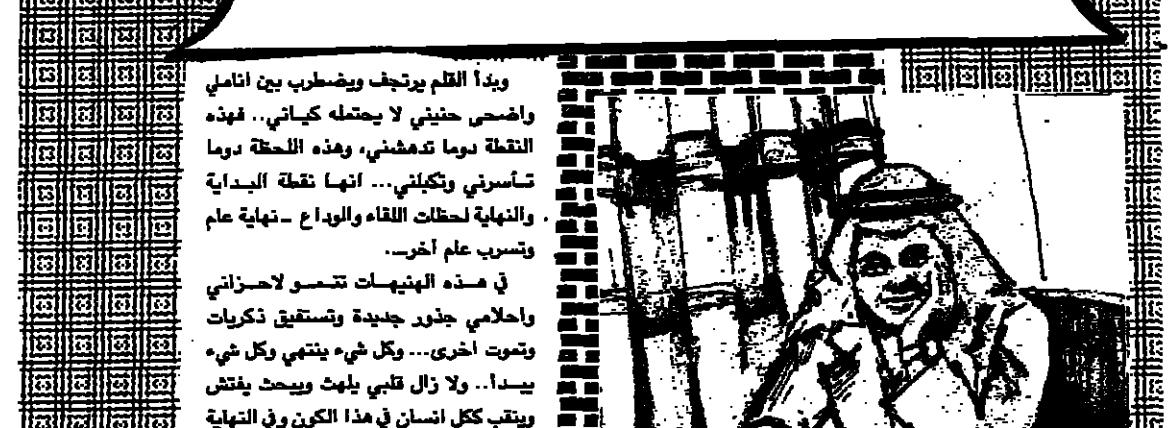 وبدأ القلم يرتجف ويضطرب بين اناملي
واضحى حنيني لا يحتمله كياني.. فهذه
النقطة دوما تدهشني، وهذه اللحظة دوما
تأسرني وتكبلني... انها نقطة البداية
والنهاية لحظات اللقاء والوداع ـ نهاية عام
وتسرب عام آخر...
في هذه الهنيهات تنمو لاحزاني
واحلامي جذور جديدة وتستفيق ذكريات
وتموت اخرى... وكل شيء ينتهي وكل شيء
يبدأ.. ولا زال قلبي يلهث ويبحث يفتش
وينقب ككل انسان في هذا الكون وفي النهاية